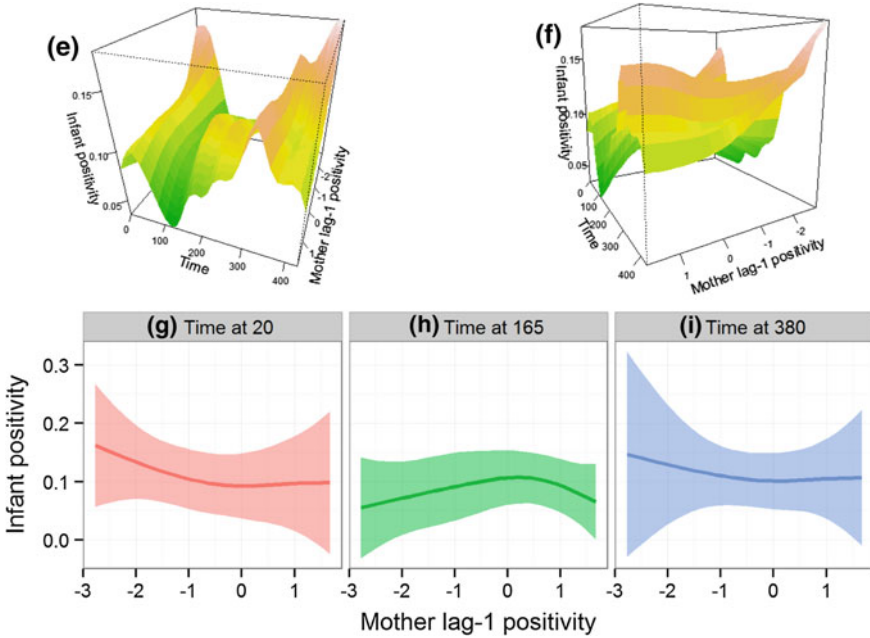 (e)
Infant positivity
0.15
0.10
0.05
0
100
200
300
400
Time
-2
-1
0
1
Mother lag-1 positivity
(f)
Infant positivity
0.15
0.10
0.05
0
100
200
300
400
Time
1
0
-1
-2
Mother lag-1 positivity
(g) Time at 20
(h) Time at 165
(i) Time at 380
Infant positivity
0.3
0.2
0.1
0.0
-3 -2 -1 0 1
-3 -2 -1 0 1
-3 -2 -1 0 1
Mother lag-1 positivity